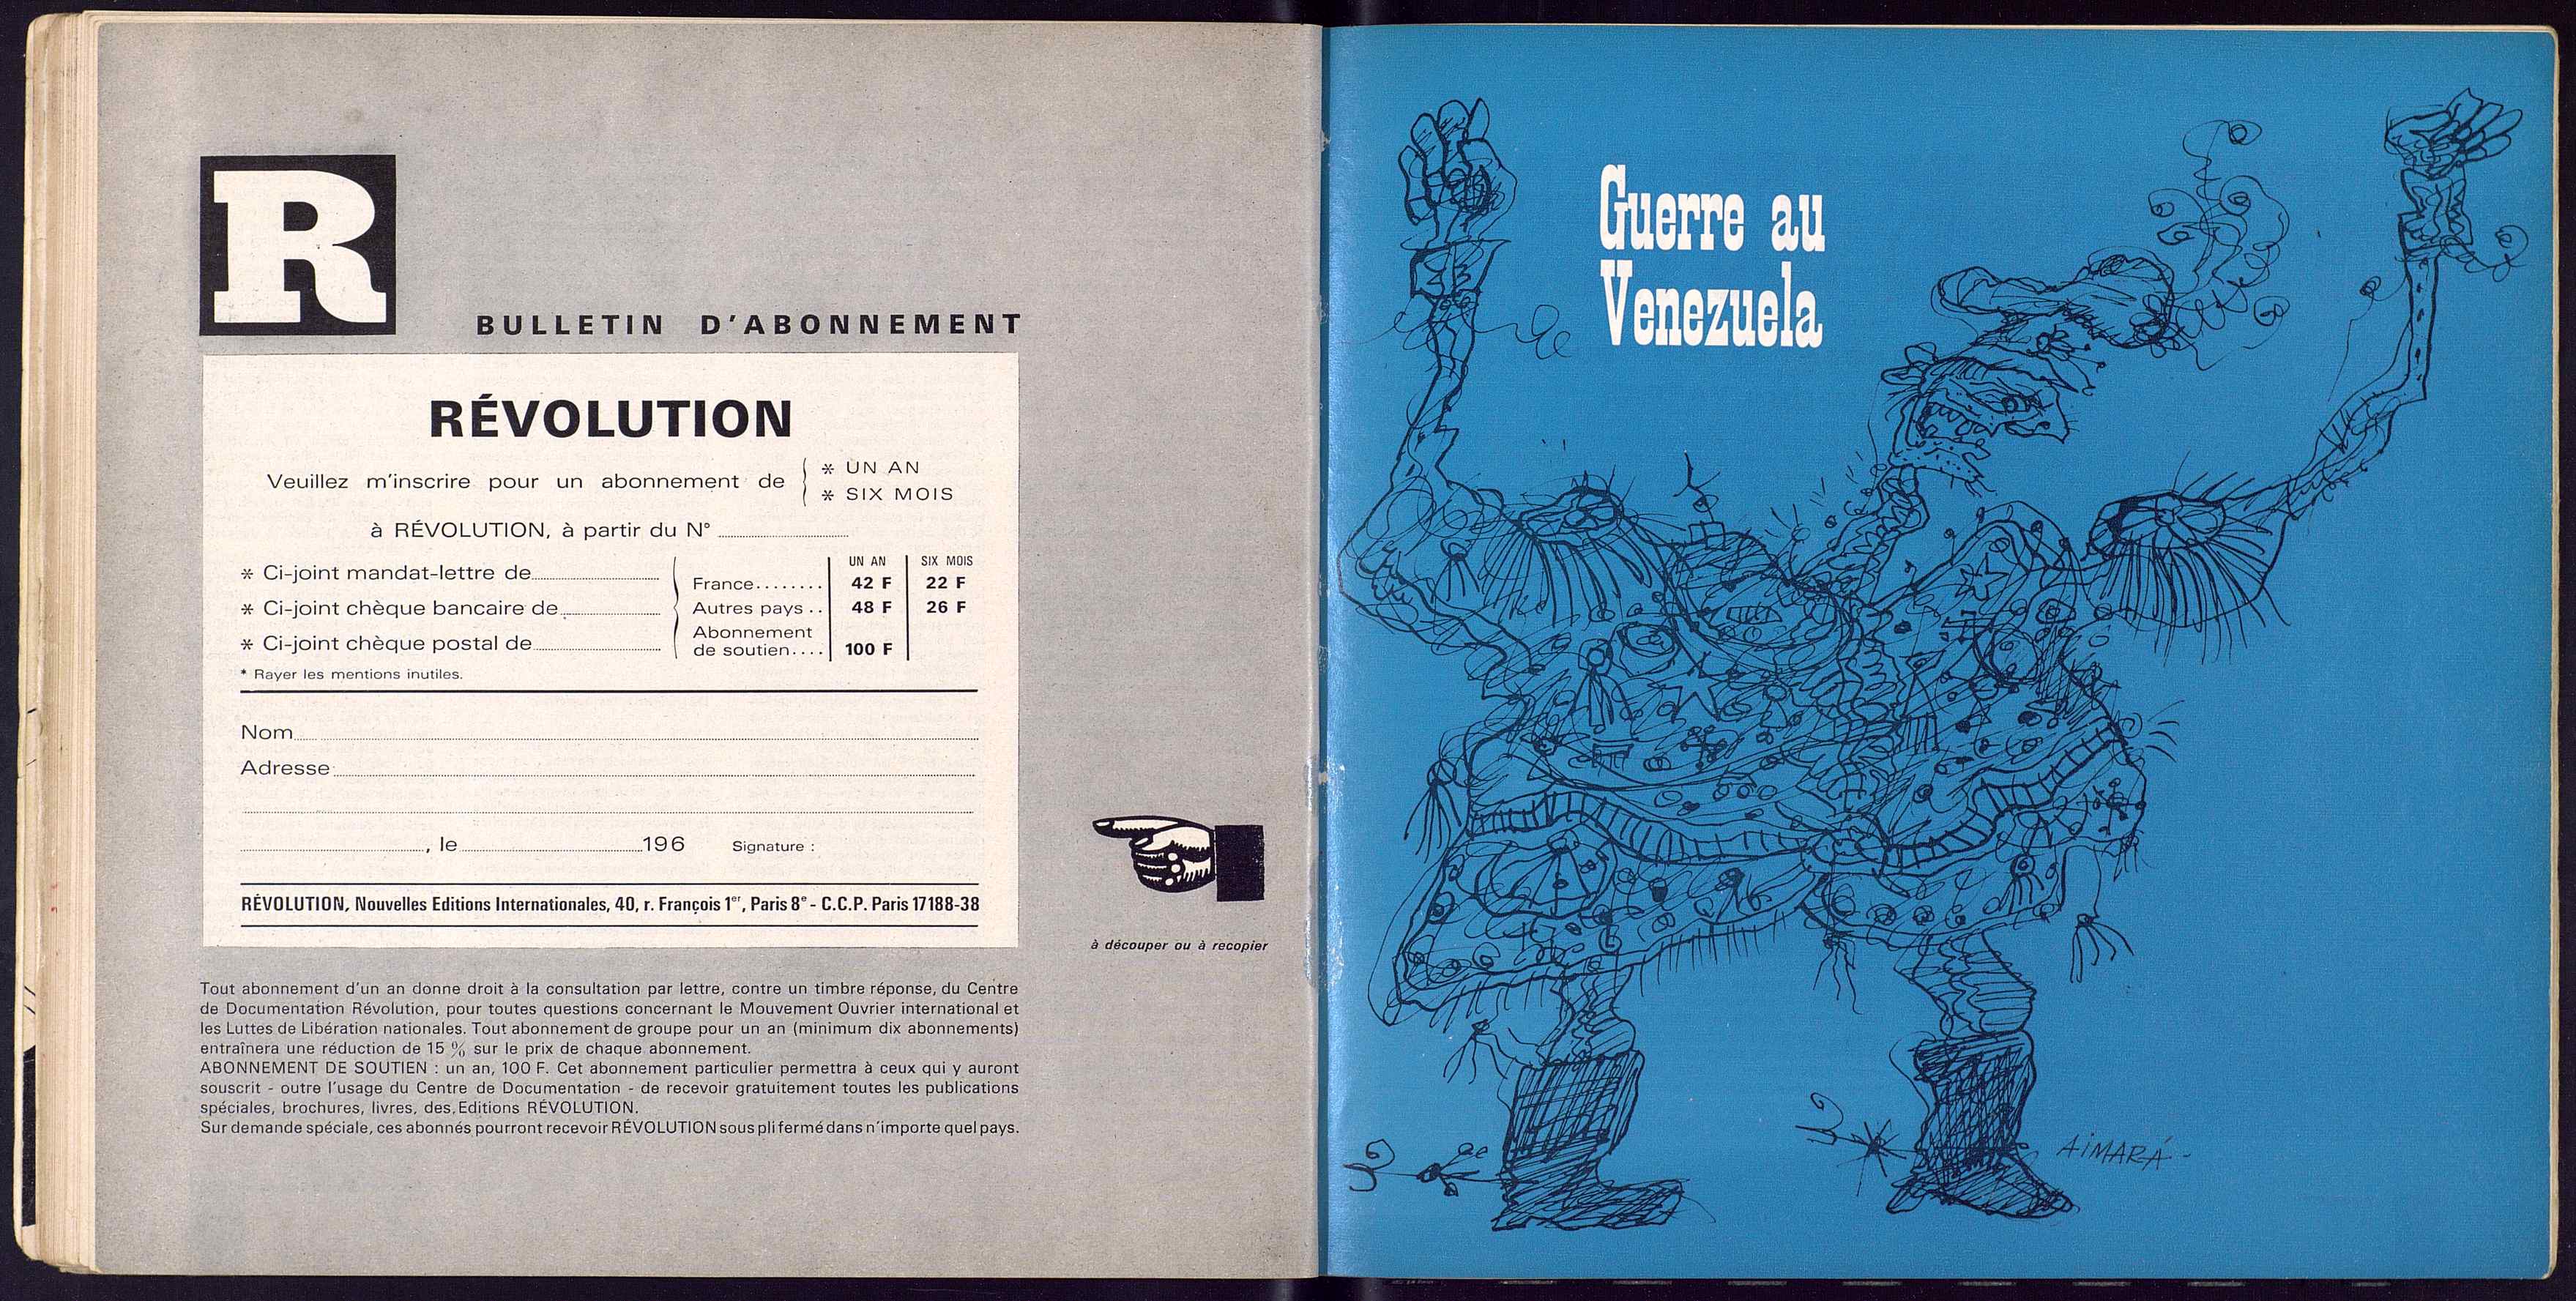 R
BULLETIN D'ABONNEMENT
RÉVOLUTION
Veuillez m'inscrire pour un abonnement de
* UN AN
* SIX MOIS
à RÉVOLUTION, à partir du N°
* Ci-joint mandat-lettre de
* Ci-joint chèque bancaire de
* Ci-joint chèque postal de
UN AN SIX MOIS
France........ 42 F 22 F
Autres pays .. 48 F 26 F
Abonnement
de soutien.... 100 F
* Rayer les mentions inutiles.
Nom
Adresse
, le 196 Signature :
RÉVOLUTION, Nouvelles Editions Internationales, 40, r. François 1er, Paris 8e - C.C.P. Paris 17188-38
à découper ou à recopier
Tout abonnement d'un an donne droit à la consultation par lettre, contre un timbre réponse, du Centre
de Documentation Révolution, pour toutes questions concernant le Mouvement Ouvrier international et
les Luttes de Libération nationales. Tout abonnement de groupe pour un an (minimum dix abonnements)
entraînera une réduction de 15 % sur le prix de chaque abonnement.
ABONNEMENT DE SOUTIEN : un an, 100 F. Cet abonnement particulier permettra à ceux qui y auront
souscrit - outre l'usage du Centre de Documentation - de recevoir gratuitement toutes les publications
spéciales, brochures, livres, des Editions RÉVOLUTION.
Sur demande spéciale, ces abonnés pourront recevoir RÉVOLUTION sous pli fermé dans n'importe quel pays.
Guerre au
Venezuela
AiMARÁ-